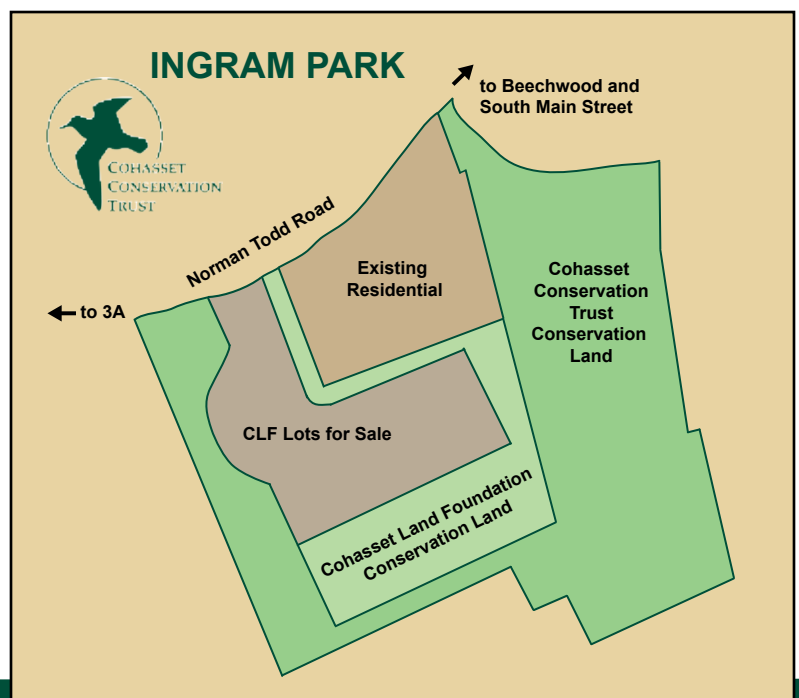 INGRAM PARK
to Beechwood and
South Main Street
COHASSET
CONSERVATION
TRUST
Norman Todd Road
to 3A
Existing
Residential
Cohasset
Conservation
Trust
Conservation
Land
CLF Lots for Sale
Cohasset Land Foundation
Conservation Land